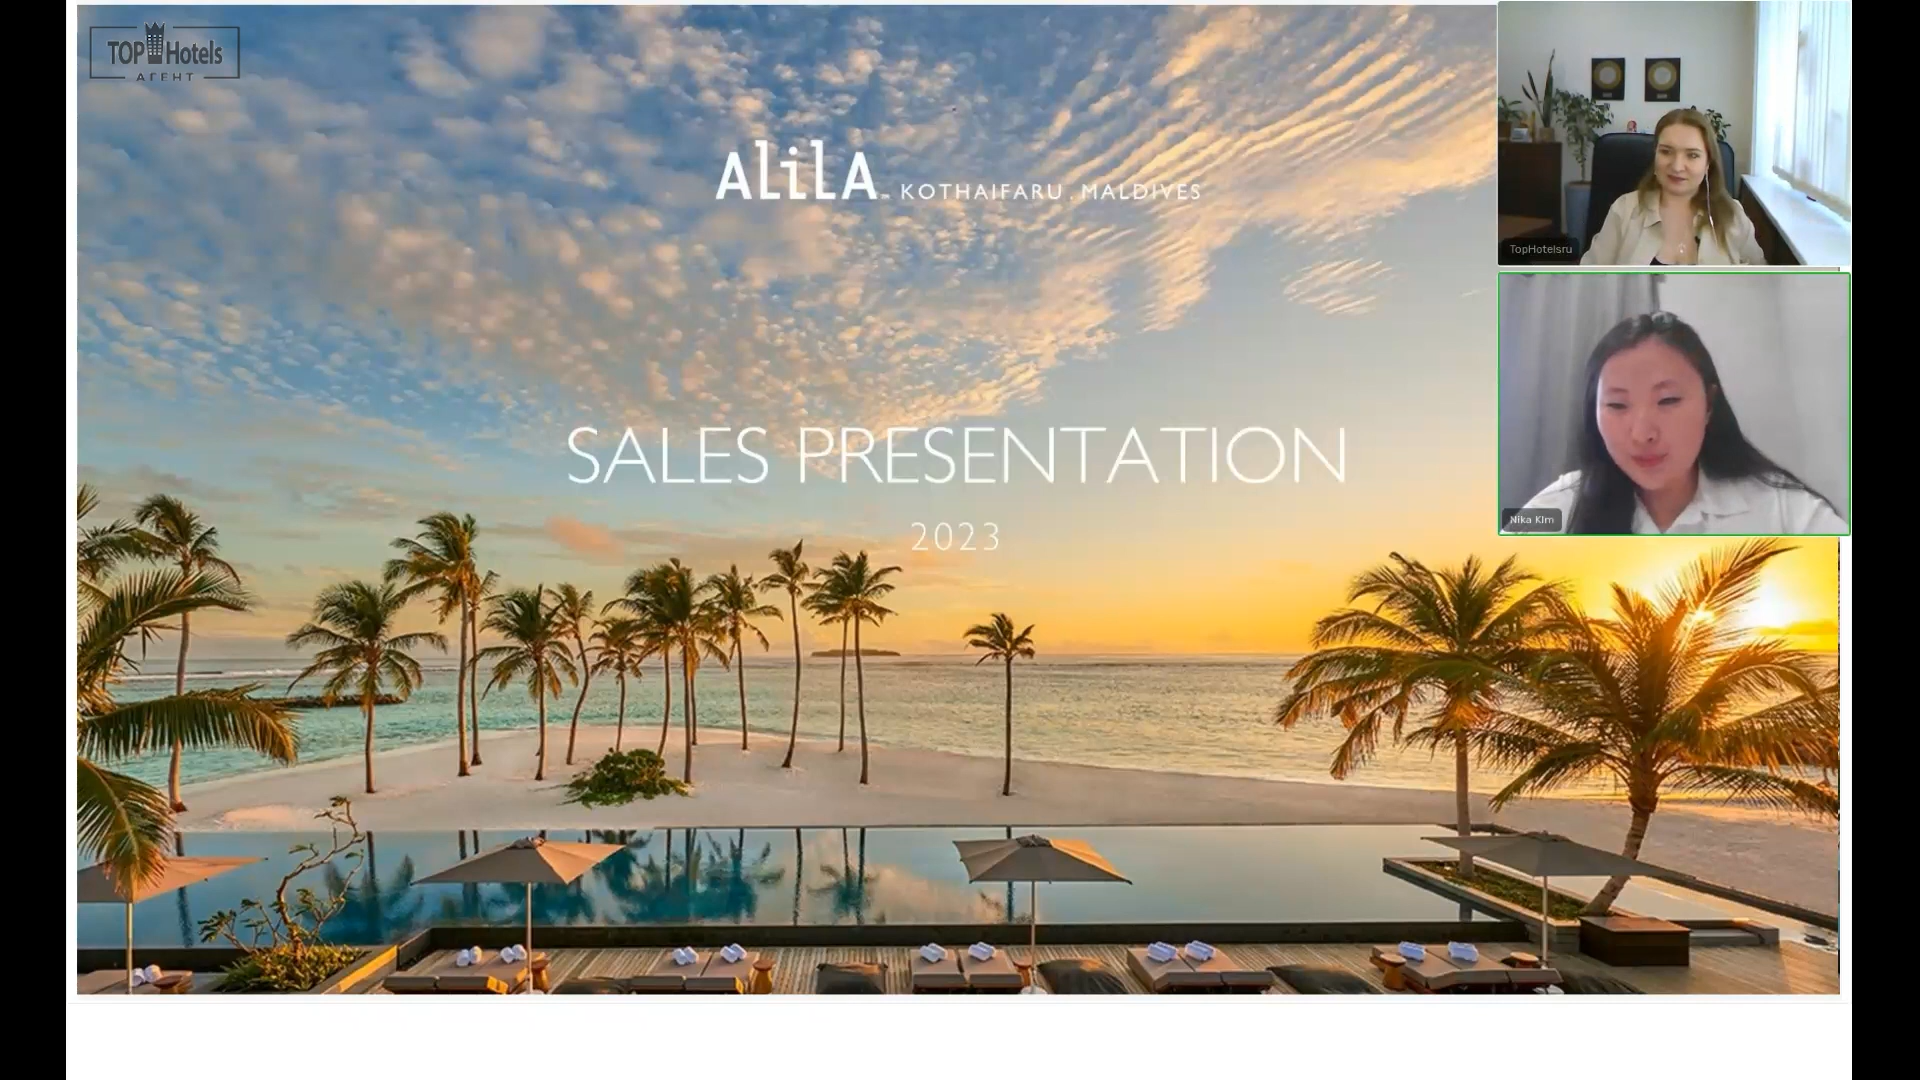 TOP Hotels
АГЕНТ
Alila KOTHAIFARU, MALDIVES
SALES PRESENTATION
2023
TopHotelsru
Nika Kim